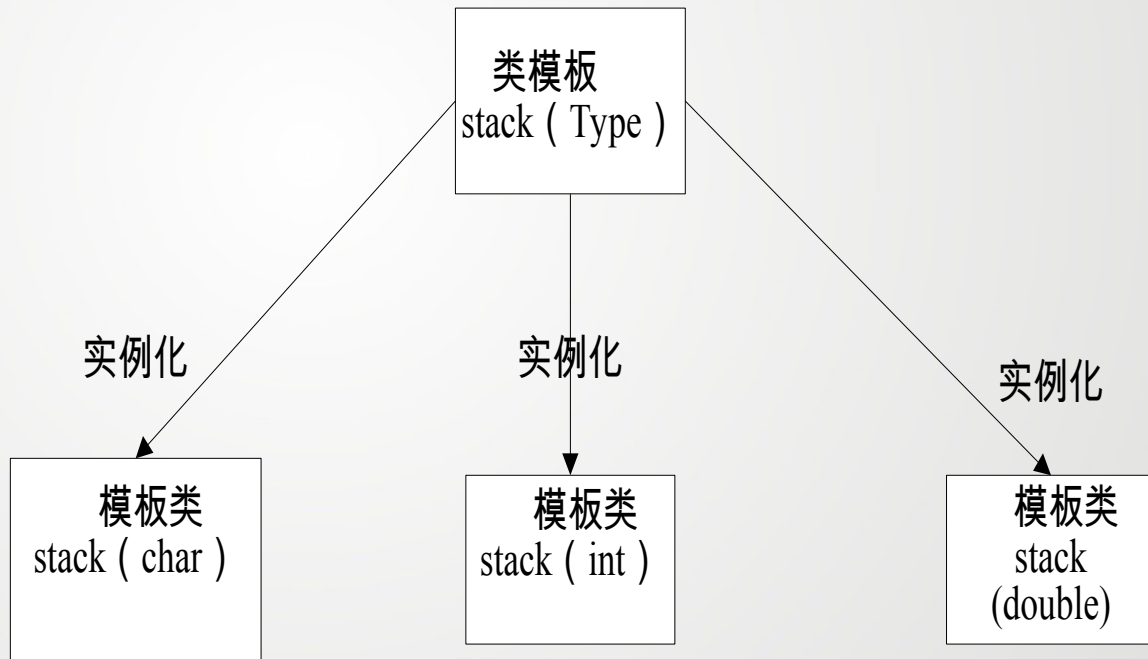 类模板
stack（Type）
实例化
实例化
实例化
模板类
stack（char）
模板类
stack（int）
模板类
stack
(double)